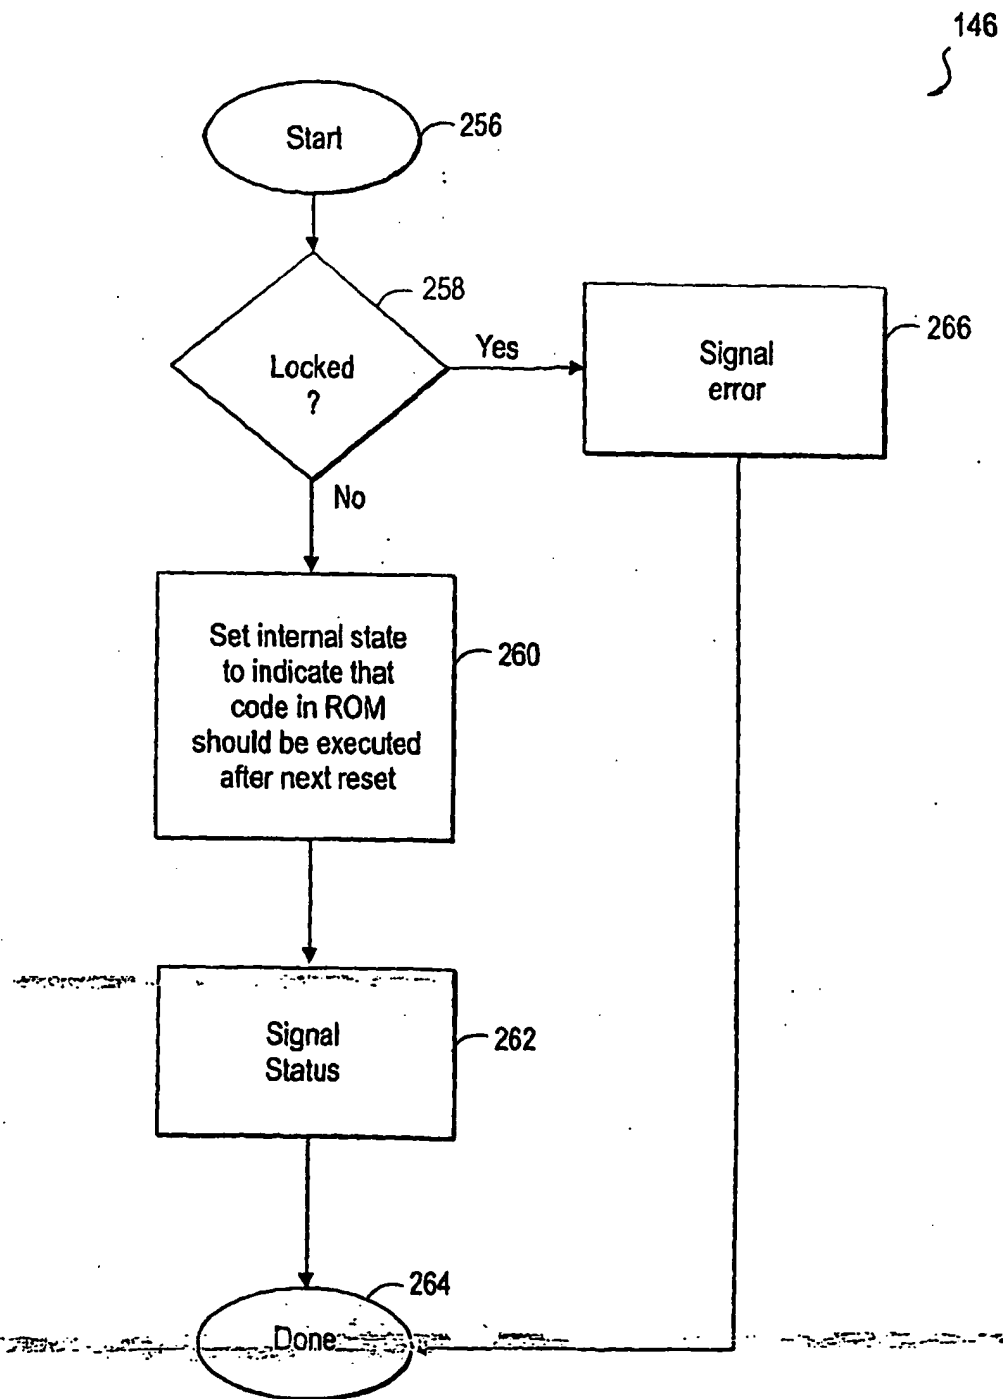 146
Start
256
258
Locked
?
Yes
Signal
error
266
No
Set internal state
to indicate that
code in ROM
should be executed
after next reset
260
Signal
Status
262
264
Done